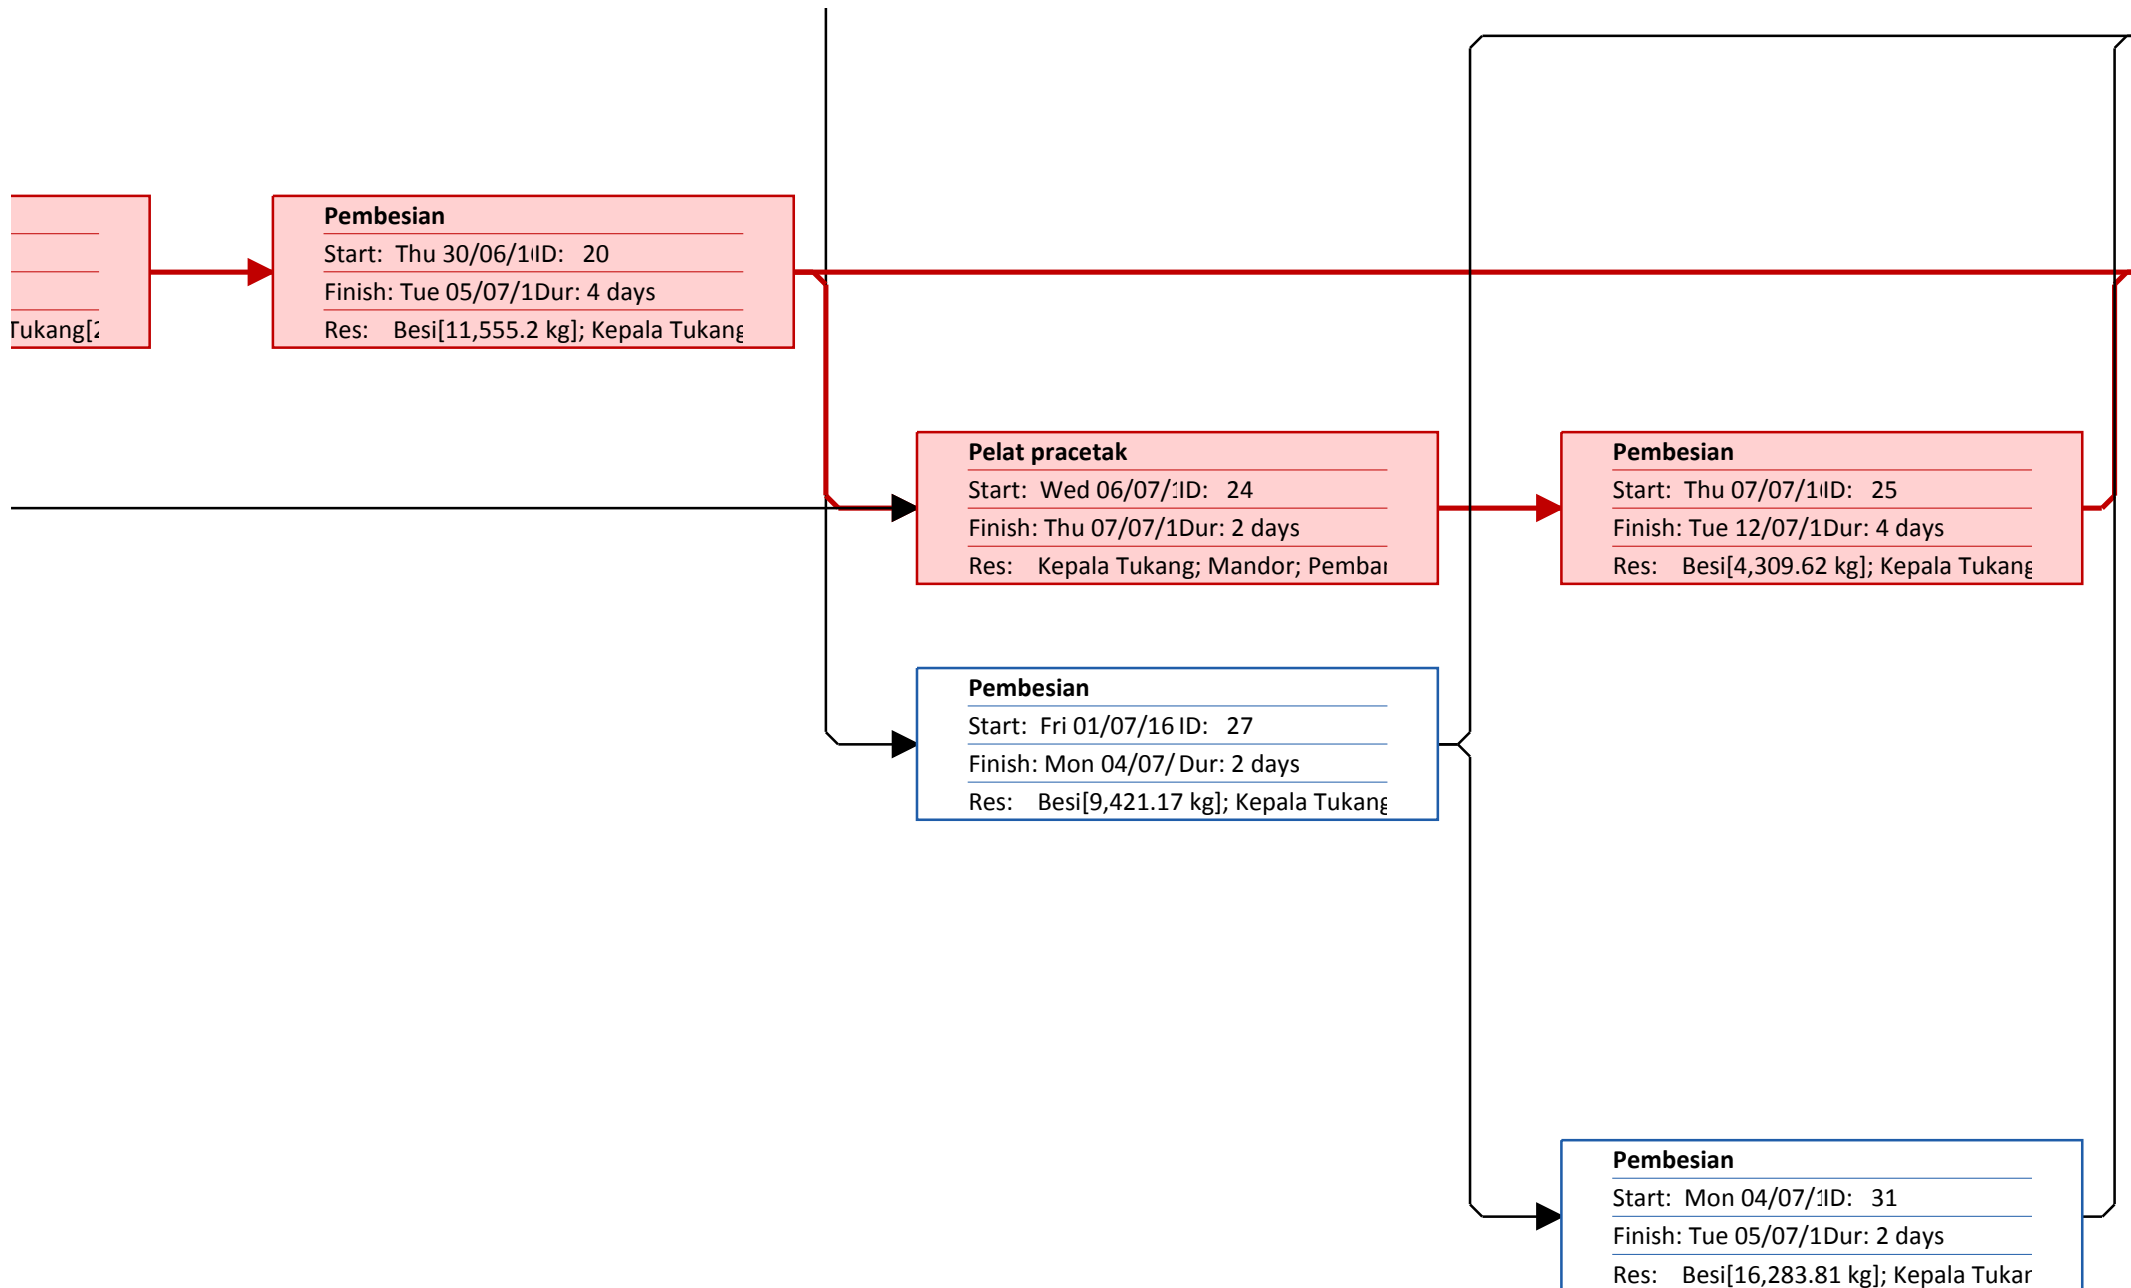 Tukang[2
Pembesian
Start: Thu 30/06/1 ID: 20
Finish: Tue 05/07/1 Dur: 4 days
Res: Besi[11,555.2 kg]; Kepala Tukang
Pelat pracetak
Start: Wed 06/07/1 ID: 24
Finish: Thu 07/07/1 Dur: 2 days
Res: Kepala Tukang; Mandor; Pemban
Pembesian
Start: Thu 07/07/1 ID: 25
Finish: Tue 12/07/1 Dur: 4 days
Res: Besi[4,309.62 kg]; Kepala Tukang
Pembesian
Start: Fri 01/07/16 ID: 27
Finish: Mon 04/07/ Dur: 2 days
Res: Besi[9,421.17 kg]; Kepala Tukang
Pembesian
Start: Mon 04/07/1 ID: 31
Finish: Tue 05/07/1 Dur: 2 days
Res: Besi[16,283.81 kg]; Kepala Tukan